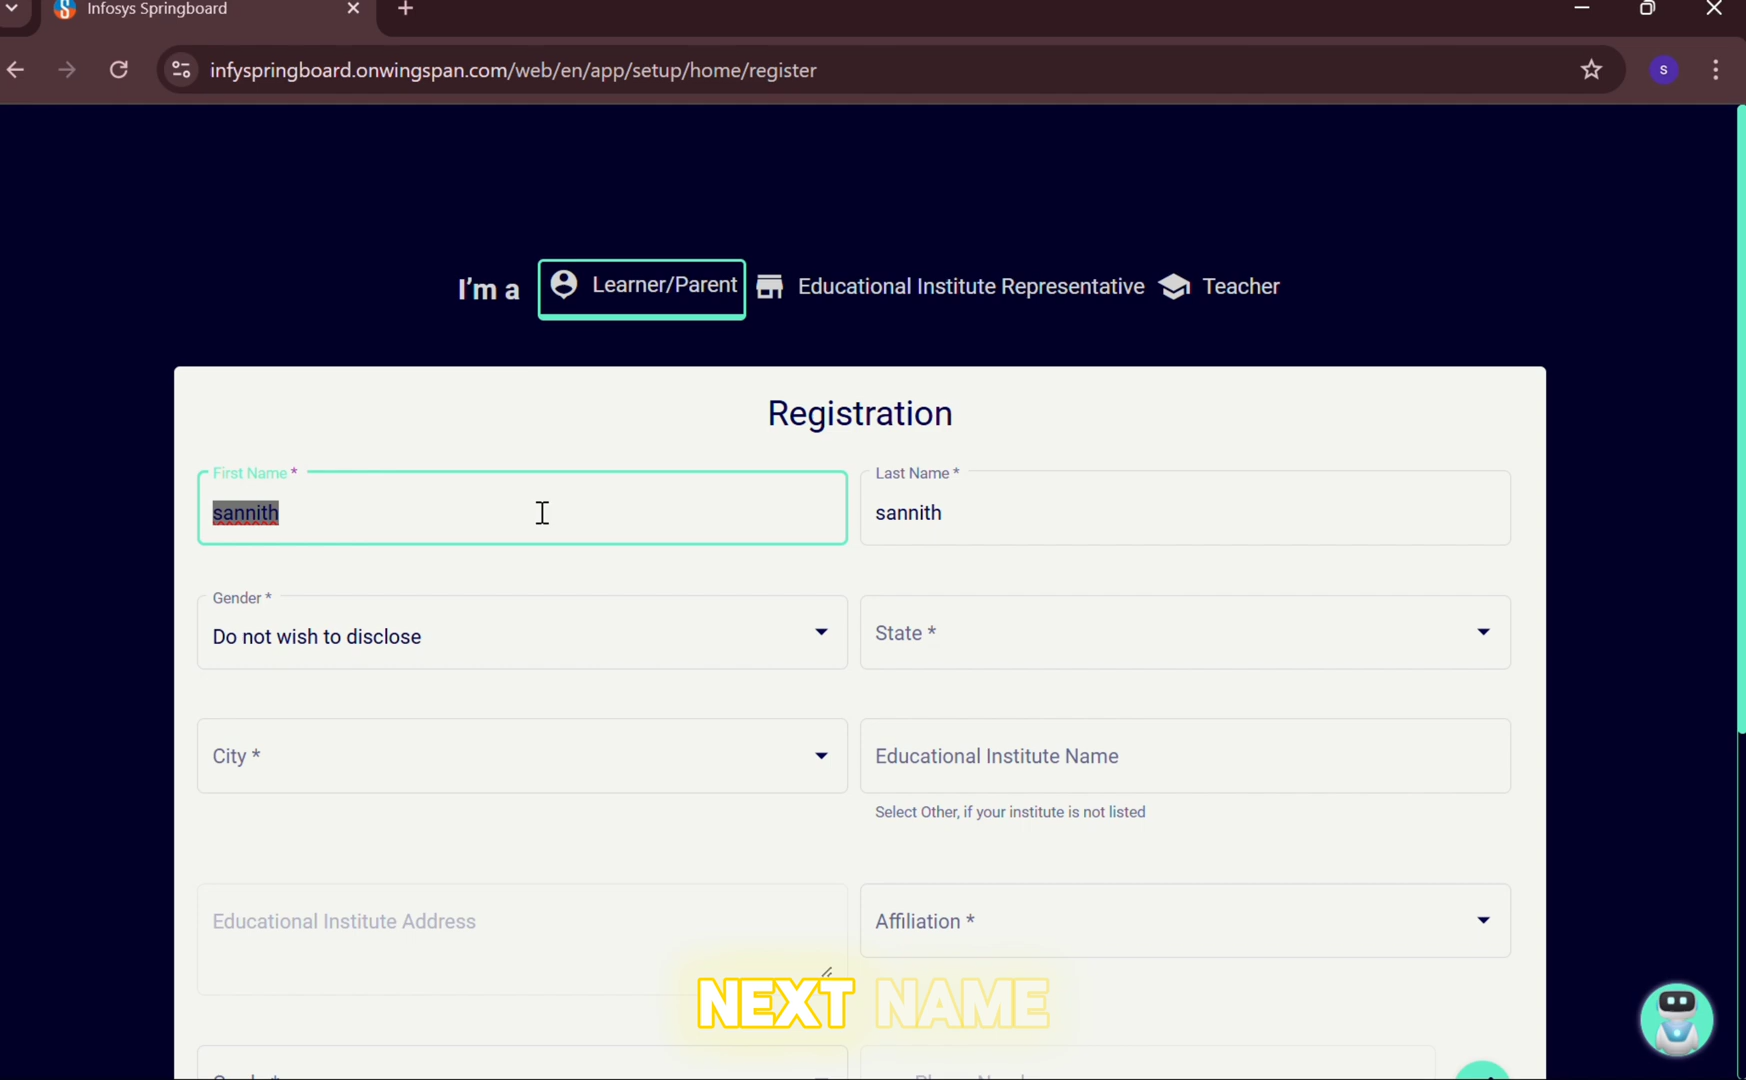 Infosys Springboard
infyspringboard.onwingspan.com/web/en/app/setup/home/register
S
I'm a Learner/Parent Educational Institute Representative Teacher
Registration
First Name * Last Name *
sannith sannith
Gender *
Do not wish to disclose State *
City * Educational Institute Name
Select Other, if your institute is not listed
Educational Institute Address Affiliation *
NEXT NAME